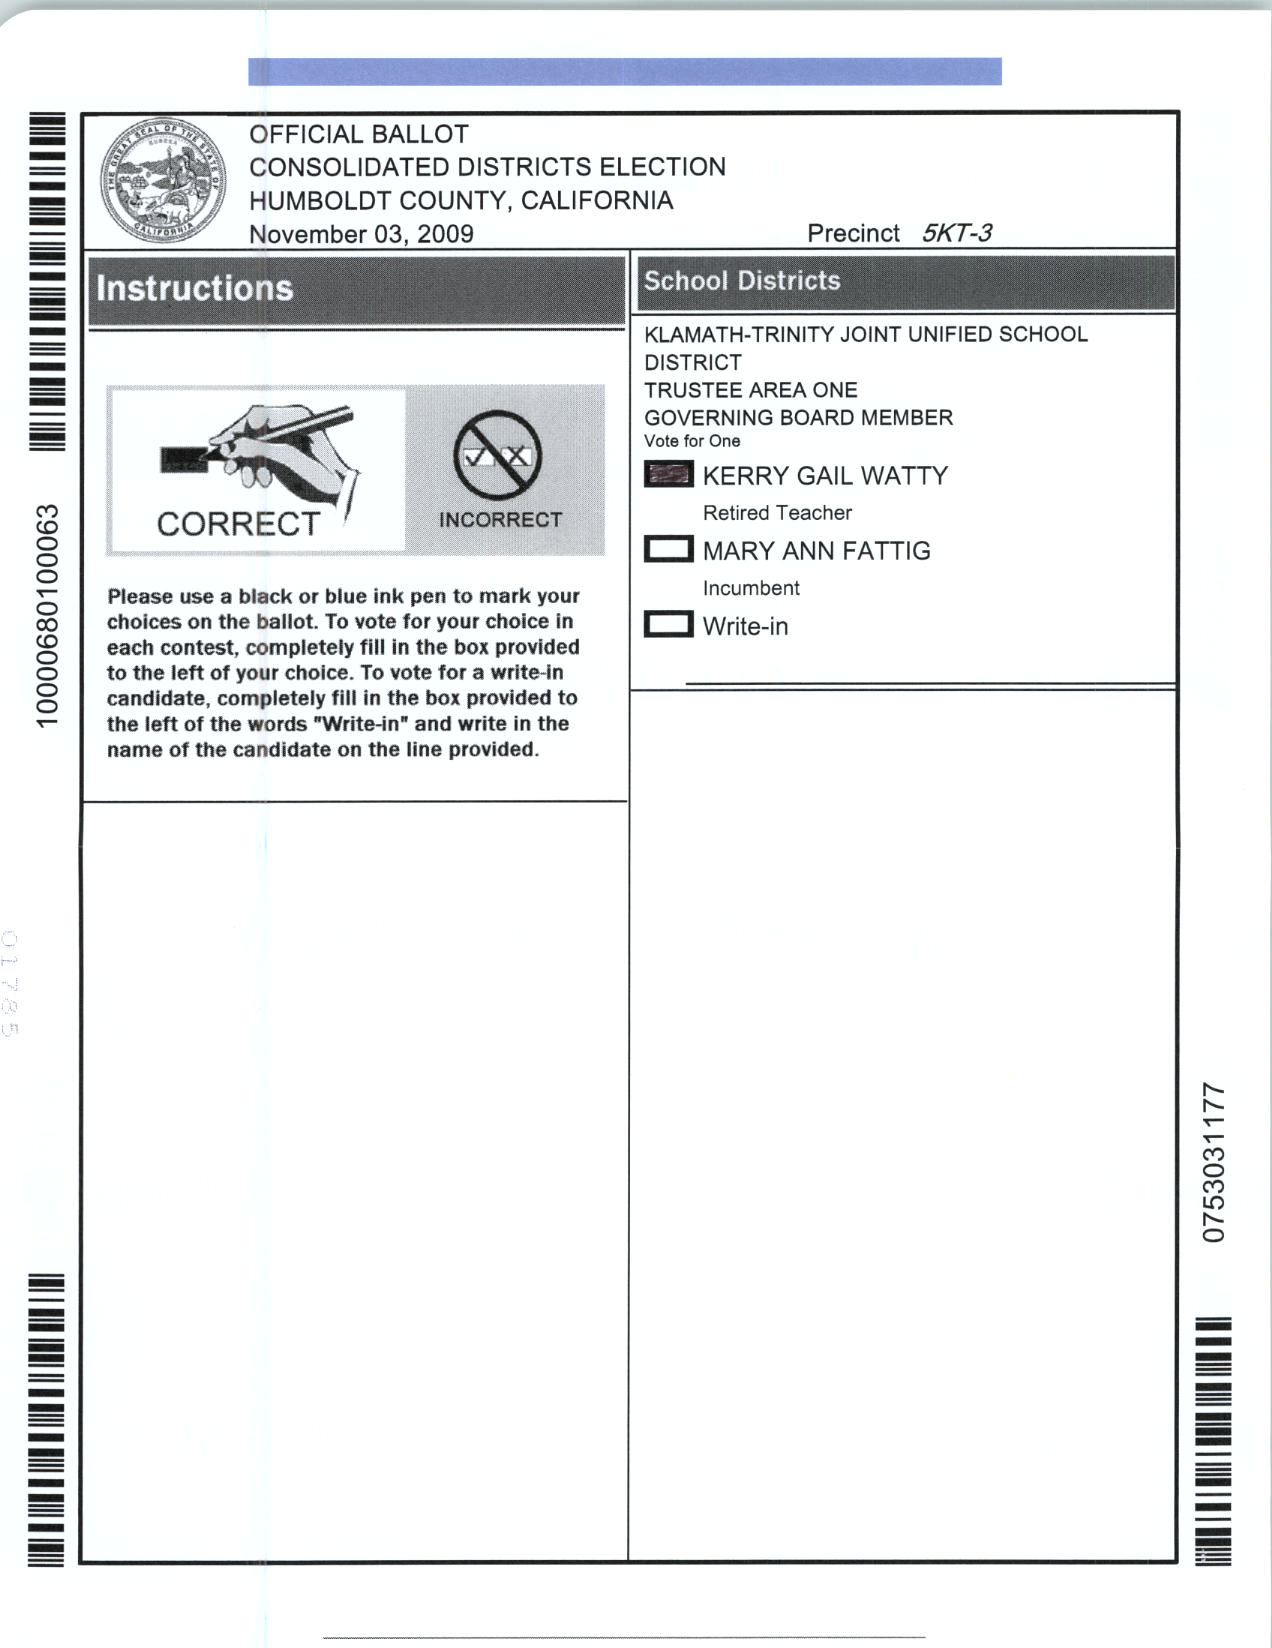 OFFICIAL BALLOT
CONSOLIDATED DISTRICTS ELECTION
HUMBOLDT COUNTY, CALIFORNIA
November 03, 2009
Precinct 5KT-3
THE GREAT SEAL OF THE STATE OF CALIFORNIA
EUREKA
Instructions
CORRECT
INCORRECT
Please use a black or blue ink pen to mark your
choices on the ballot. To vote for your choice in
each contest, completely fill in the box provided
to the left of your choice. To vote for a write-in
candidate, completely fill in the box provided to
the left of the words "Write-in" and write in the
name of the candidate on the line provided.
School Districts
KLAMATH-TRINITY JOINT UNIFIED SCHOOL
DISTRICT
TRUSTEE AREA ONE
GOVERNING BOARD MEMBER
Vote for One
KERRY GAIL WATTY
Retired Teacher
MARY ANN FATTIG
Incumbent
Write-in
10000680100063
01785
0753031177